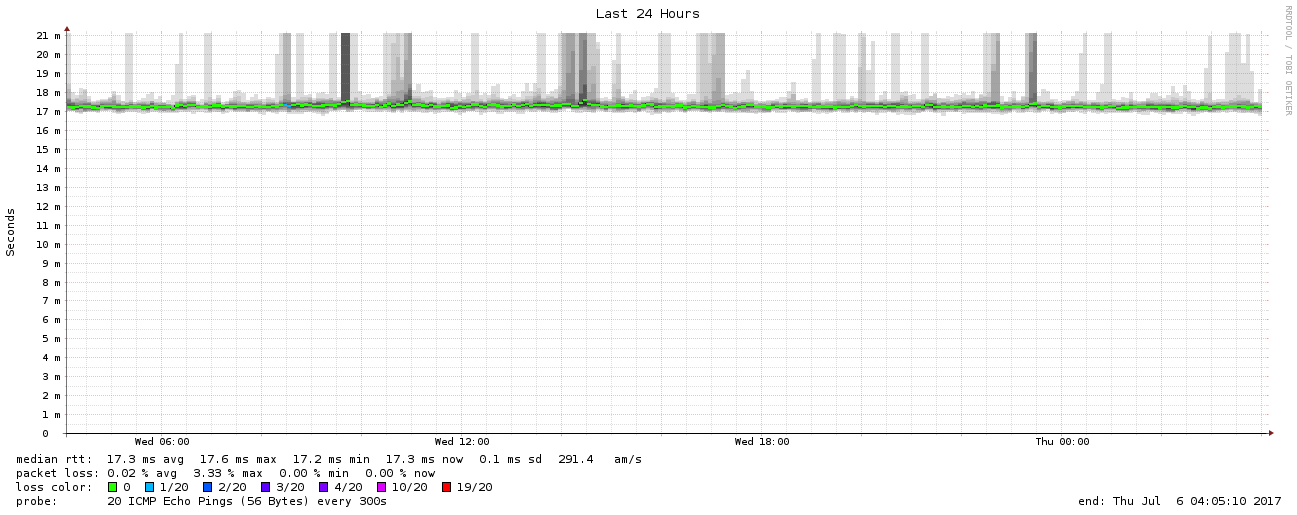 Last 24 Hours
RRDTOOL / TOBI OETIKER
Seconds
21 m
20 m
19 m
18 m
17 m
16 m
15 m
14 m
13 m
12 m
11 m
10 m
9 m
8 m
7 m
6 m
5 m
4 m
3 m
2 m
1 m
0
Wed 06:00 Wed 12:00 Wed 18:00 Thu 00:00
median rtt: 17.3 ms avg 17.6 ms max 17.2 ms min 17.3 ms now 0.1 ms sd 291.4 am/s
packet loss: 0.02 % avg 3.33 % max 0.00 % min 0.00 % now
loss color: 0 1/20 2/20 3/20 4/20 10/20 19/20
probe: 20 ICMP Echo Pings (56 Bytes) every 300s end: Thu Jul 6 04:05:10 2017